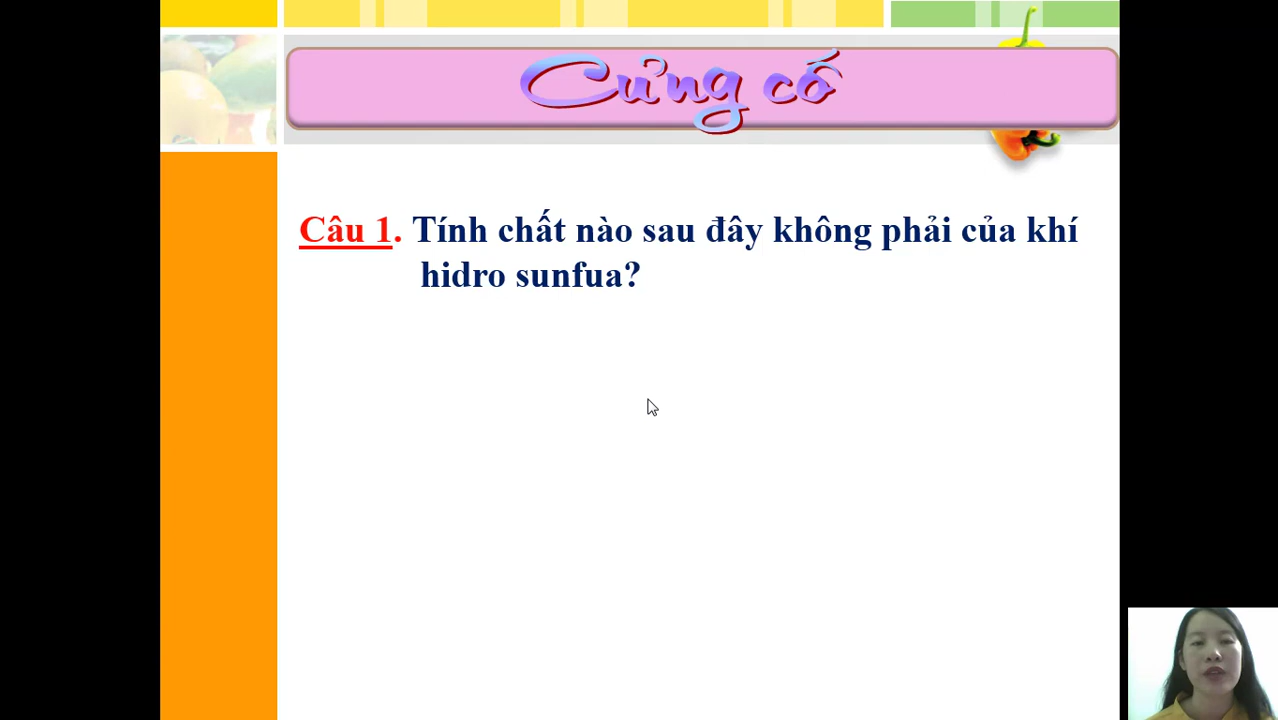 Củng cố
Câu 1. Tính chất nào sau đây không phải của khí
hidro sunfua?